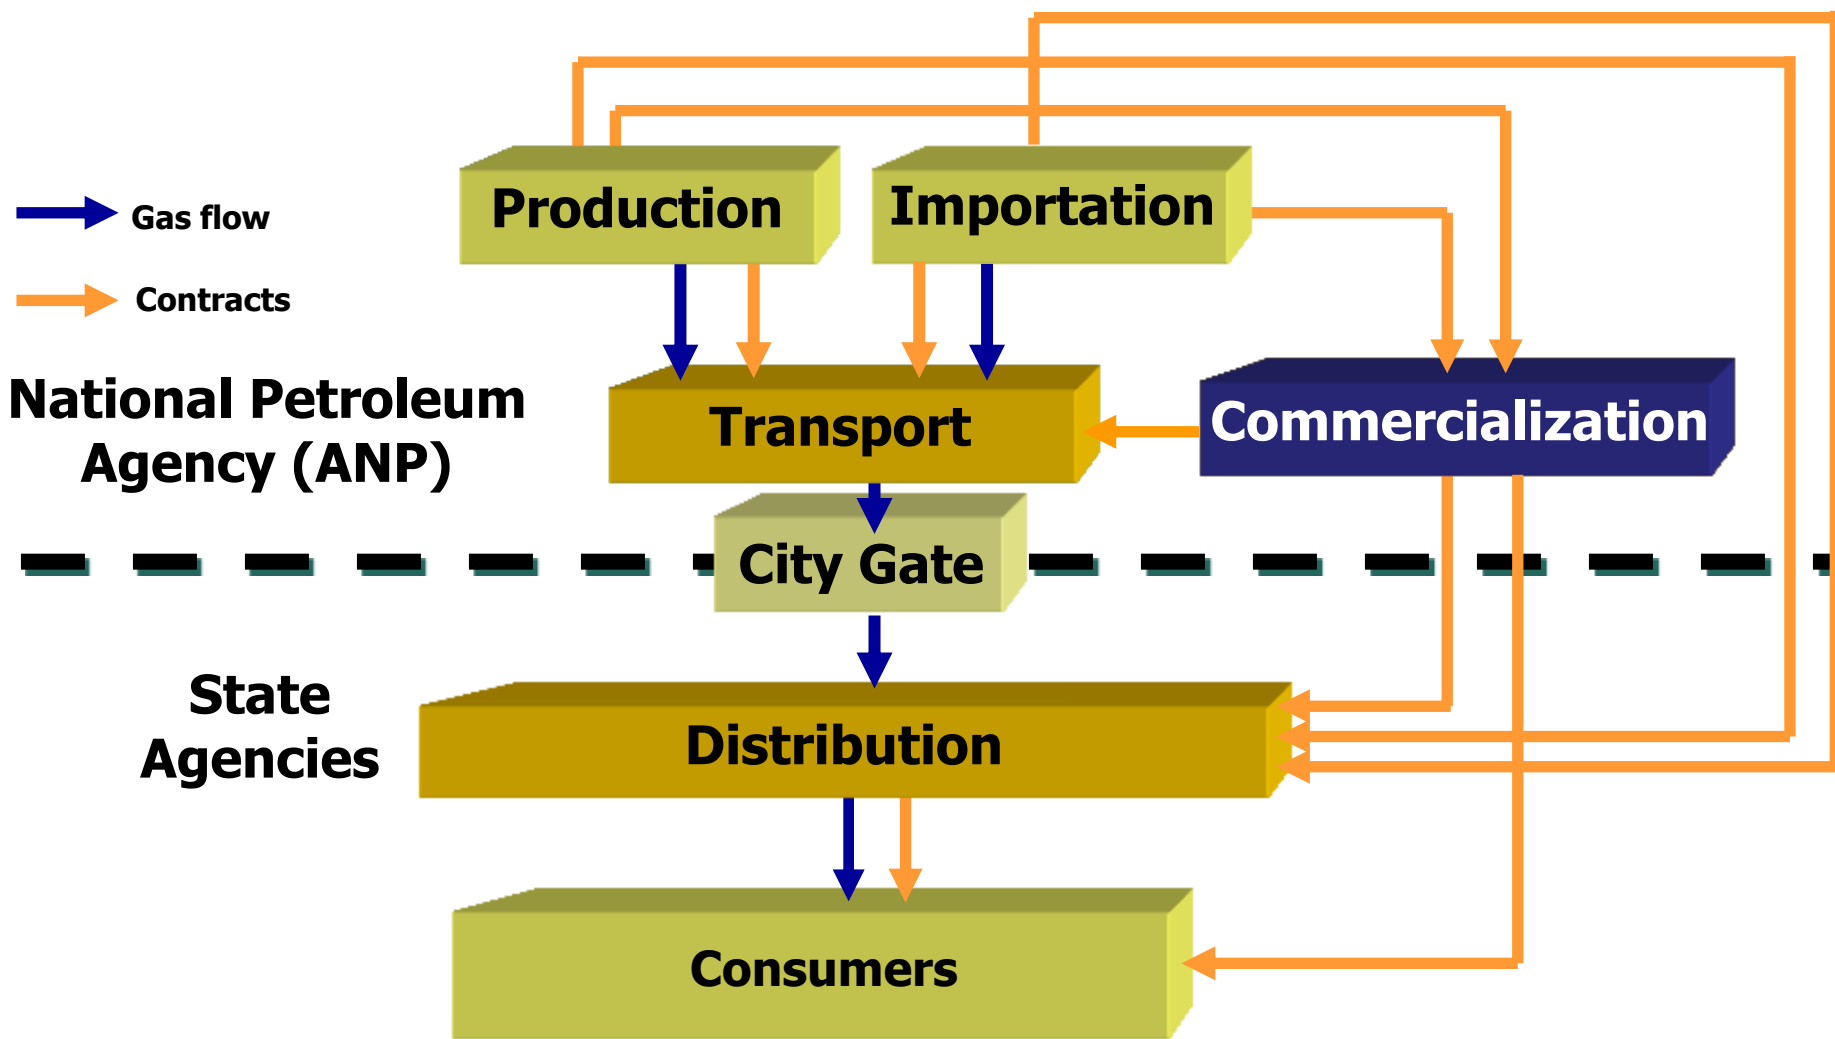 Production
Importation
Gas flow
Contracts
National Petroleum
Agency (ANP)
Transport
Commercialization
City Gate
State
Agencies
Distribution
Consumers